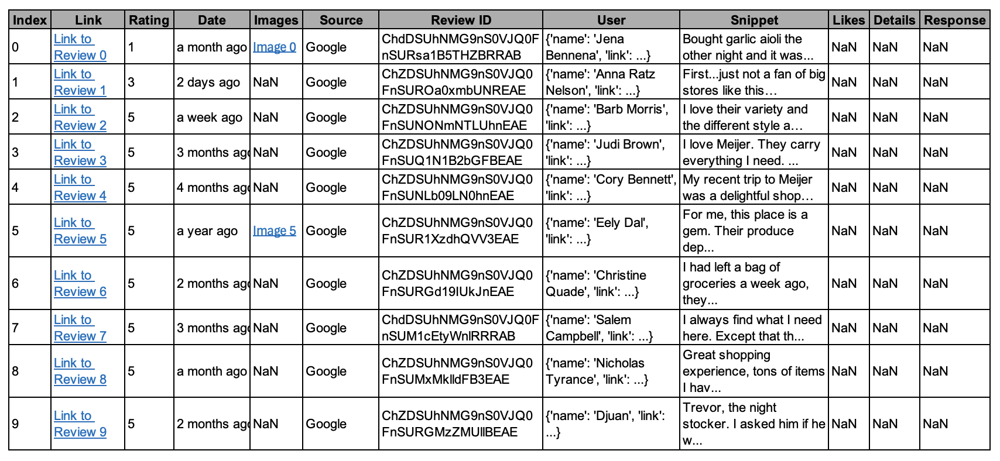 Index Link Rating Date Images Source Review ID User Snippet Likes Details Response
0 Link to Review 0 1 a month ago Image 0 Google ChdDSUhNMG9nS0VJQ0FnSURsa1B5THZBRRAB {'name': 'Jena Bennena', 'link': ...} Bought garlic aioli the other night and it was... NaN NaN NaN
1 Link to Review 1 3 2 days ago NaN Google ChZDSUhNMG9nS0VJQ0FnSUROa0xmbUNREAE {'name': 'Anna Ratz Nelson', 'link': ...} First...just not a fan of big stores like this… NaN NaN NaN
2 Link to Review 2 5 a week ago NaN Google ChZDSUhNMG9nS0VJQ0FnSUNONmNTLUhnEAE {'name': 'Barb Morris', 'link': ...} I love their variety and the different style a… NaN NaN NaN
3 Link to Review 3 5 3 months ago NaN Google ChZDSUhNMG9nS0VJQ0FnSUQ1N1B2bGFBEAE {'name': 'Judi Brown', 'link': ...} I love Meijer. They carry everything I need. ... NaN NaN NaN
4 Link to Review 4 5 4 months ago NaN Google ChZDSUhNMG9nS0VJQ0FnSUNLb09LN0hnEAE {'name': 'Cory Bennett', 'link': ...} My recent trip to Meijer was a delightful shop… NaN NaN NaN
5 Link to Review 5 5 a year ago Image 5 Google ChZDSUhNMG9nS0VJQ0FnSUR1XzdhQVV3EAE {'name': 'Eely Dal', 'link': ...} For me, this place is a gem. Their produce dep... NaN NaN NaN
6 Link to Review 6 5 2 months ago NaN Google ChZDSUhNMG9nS0VJQ0FnSURGd19lUkJnEAE {'name': 'Christine Quade', 'link': ...} I had left a bag of groceries a week ago, they... NaN NaN NaN
7 Link to Review 7 5 3 months ago NaN Google ChdDSUhNMG9nS0VJQ0FnSUM1cEtyWnlRRRAB {'name': 'Salem Campbell', 'link': ...} I always find what I need here. Except that th... NaN NaN NaN
8 Link to Review 8 5 a month ago NaN Google ChZDSUhNMG9nS0VJQ0FnSUMxMklldFB3EAE {'name': 'Nicholas Tyrance', 'link': ...} Great shopping experience, tons of items I hav... NaN NaN NaN
9 Link to Review 9 5 2 months ago NaN Google ChZDSUhNMG9nS0VJQ0FnSURGMzZMUllBEAE {'name': 'Djuan', 'link': ...} Trevor, the night stocker. I asked him if he w... NaN NaN NaN